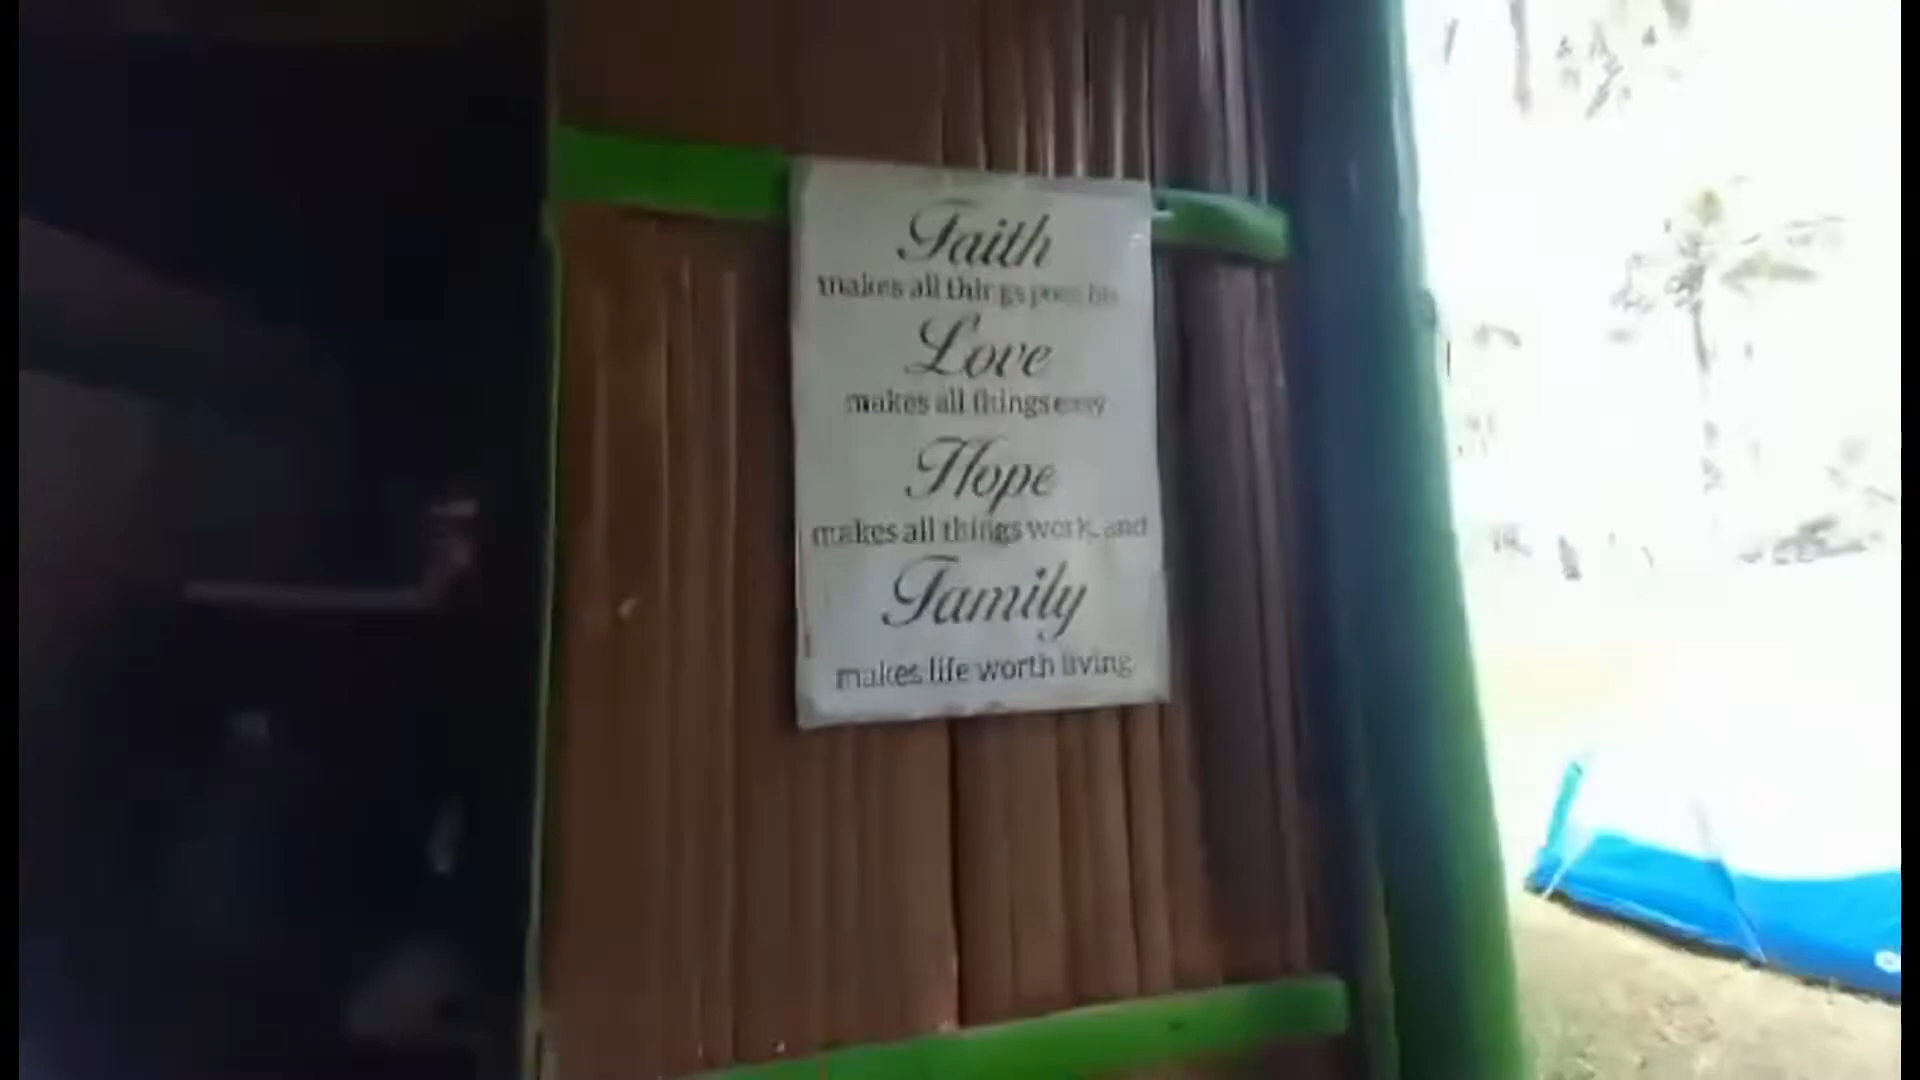 Faith
makes all things possible
Love
makes all things easy
Hope
makes all things work, and
Family
makes life worth living.